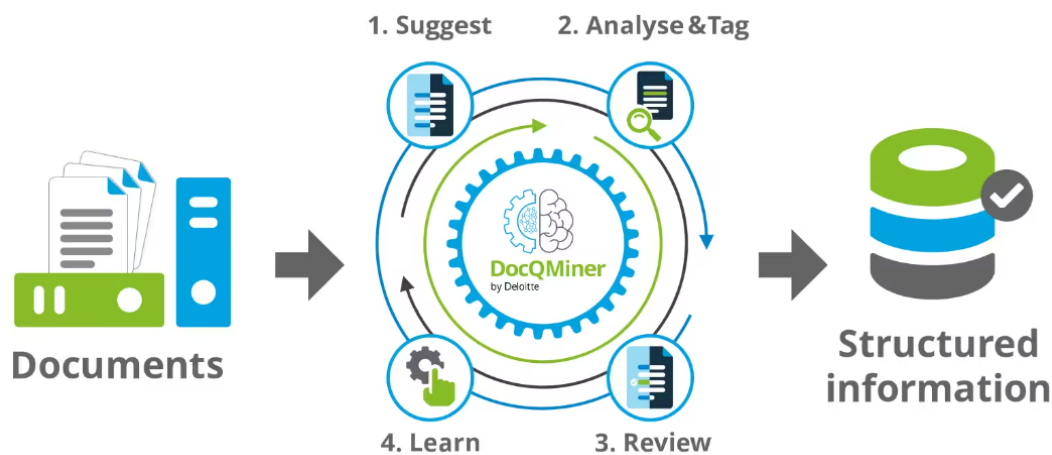 1. Suggest
2. Analyse&Tag
DocQMiner
by Deloitte
Documents
Structured
information
4. Learn
3. Review